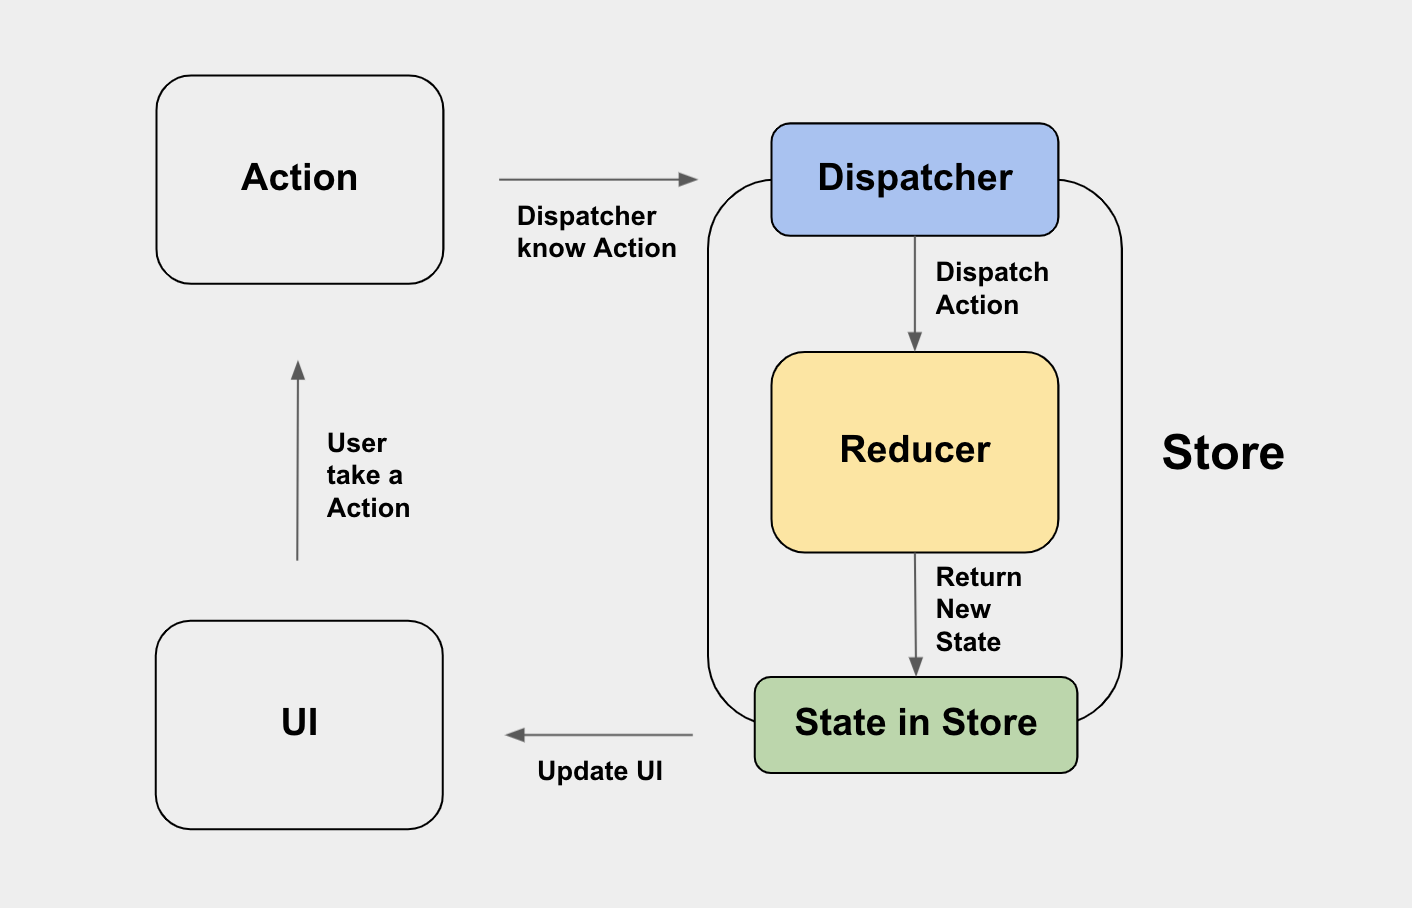 Action
Dispatcher
know Action
Dispatcher
Dispatch
Action
Reducer
Store
User
take a
Action
Return
New
State
UI
State in Store
Update UI